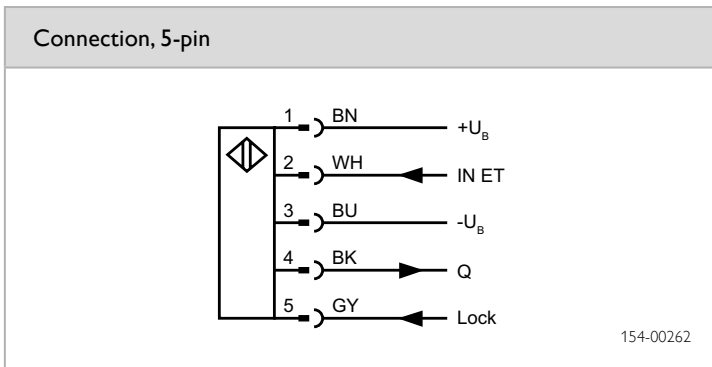 Connection, 5-pin
1 BN +U_B
2 WH IN ET
3 BU -U_B
4 BK Q
5 GY Lock
154-00262